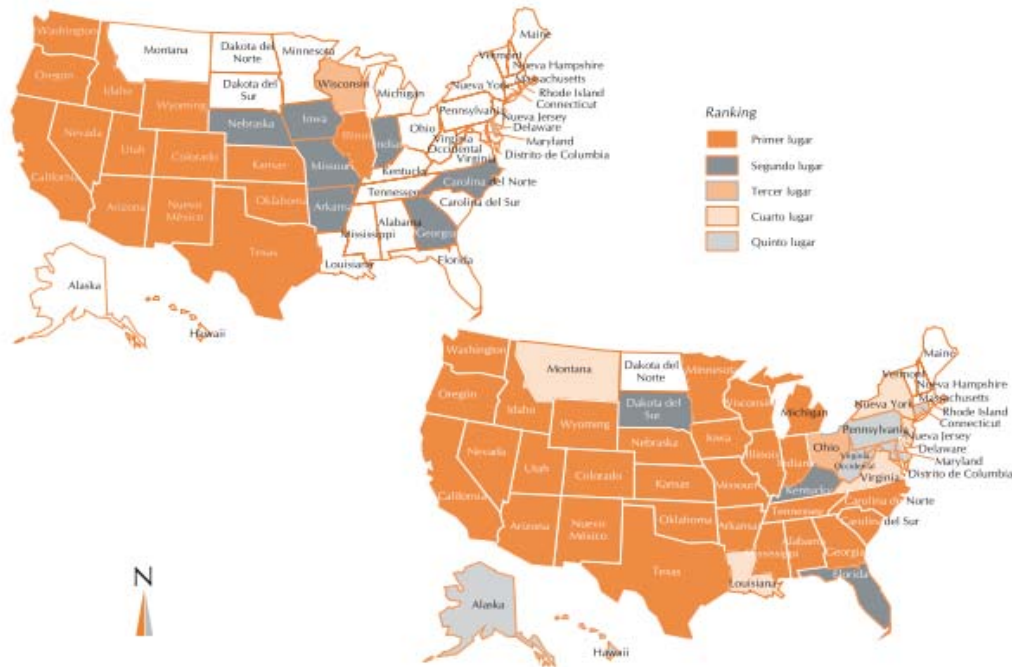 Washington
Montana
Dakota del
Norte
Minnesota
Maine
Oregon
Idaho
Dakota del
Sur
Wisconsin
Michigan
Vermont
Nueva Hampshire
Massachusetts
Nueva York
Rhode Island
Connecticut
Wyoming
Nebraska
Iowa
Pennsylvania
Nueva Jersey
Delaware
Maryland
Distrito de Columbia
Nevada
Utah
Colorado
Illinois
Indiana
Ohio
Virginia
Occidental
Virginia
California
Kansas
Missouri
Kentucky
Carolina del Norte
Tennessee
Carolina del Sur
Arizona
Nuevo
México
Oklahoma
Arkansas
Mississippi
Alabama
Georgia
Texas
Louisiana
Florida
Alaska
Hawaii
Ranking
Primer lugar
Segundo lugar
Tercer lugar
Cuarto lugar
Quinto lugar
Washington
Montana
Dakota del
Norte
Minnesota
Maine
Oregon
Idaho
Dakota del
Sur
Wisconsin
Michigan
Vermont
Nueva Hampshire
Massachusetts
Nueva York
Rhode Island
Connecticut
Wyoming
Nebraska
Iowa
Pennsylvania
Nueva Jersey
Delaware
Maryland
Distrito de Columbia
Nevada
Utah
Colorado
Illinois
Indiana
Ohio
Virginia
Occidental
Virginia
California
Kansas
Missouri
Kentucky
Carolina del Norte
Tennessee
Carolina del Sur
Arizona
Nuevo
México
Oklahoma
Arkansas
Mississippi
Alabama
Georgia
Texas
Louisiana
Florida
Alaska
Hawaii
N